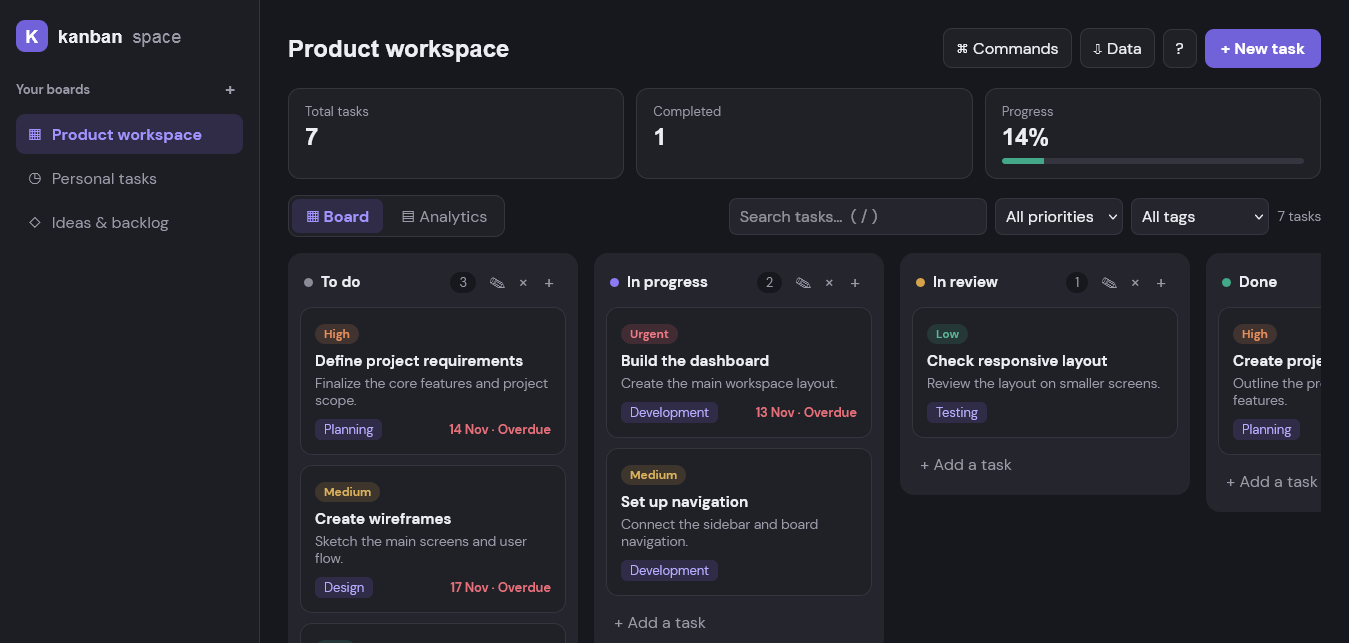 K kanban space
Your boards +
Product workspace
Personal tasks
Ideas & backlog
Product workspace
⌘ Commands
⇩ Data
?
+ New task
Total tasks
7
Completed
1
Progress
14%
▦ Board
▤ Analytics
Search tasks... ( / )
All priorities
All tags
7 tasks
To do 3 ✎ × +
High
Define project requirements
Finalize the core features and project
scope.
Planning 14 Nov · Overdue
Medium
Create wireframes
Sketch the main screens and user
flow.
Design 17 Nov · Overdue
In progress 2 ✎ × +
Urgent
Build the dashboard
Create the main workspace layout.
Development 13 Nov · Overdue
Medium
Set up navigation
Connect the sidebar and board
navigation.
Development
+ Add a task
In review 1 ✎ × +
Low
Check responsive layout
Review the layout on smaller screens.
Testing
+ Add a task
Done
High
Create
Outline the
features.
Planning
+ Add a task